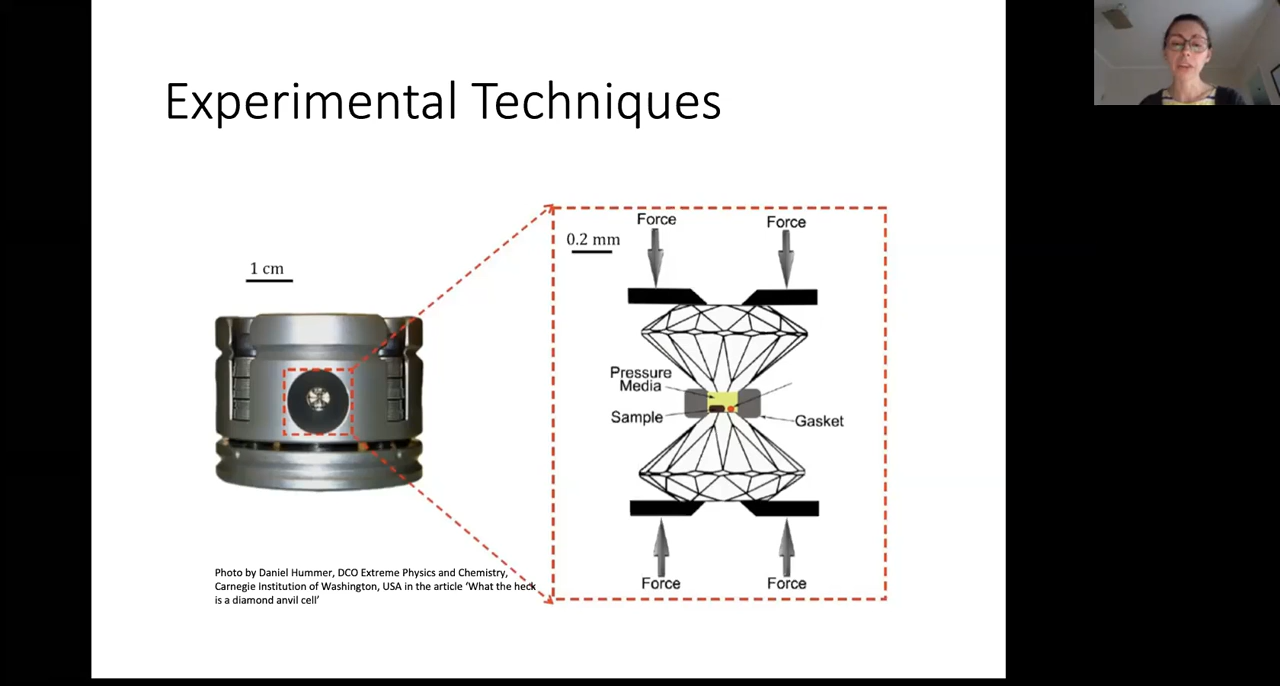 Experimental Techniques
1 cm
Photo by Daniel Hummer, DCO Extreme Physics and Chemistry,
Carnegie Institution of Washington, USA in the article ‘What the heck
is a diamond anvil cell’
Force
Force
0.2 mm
Pressure
Media
Sample
Gasket
Force
Force